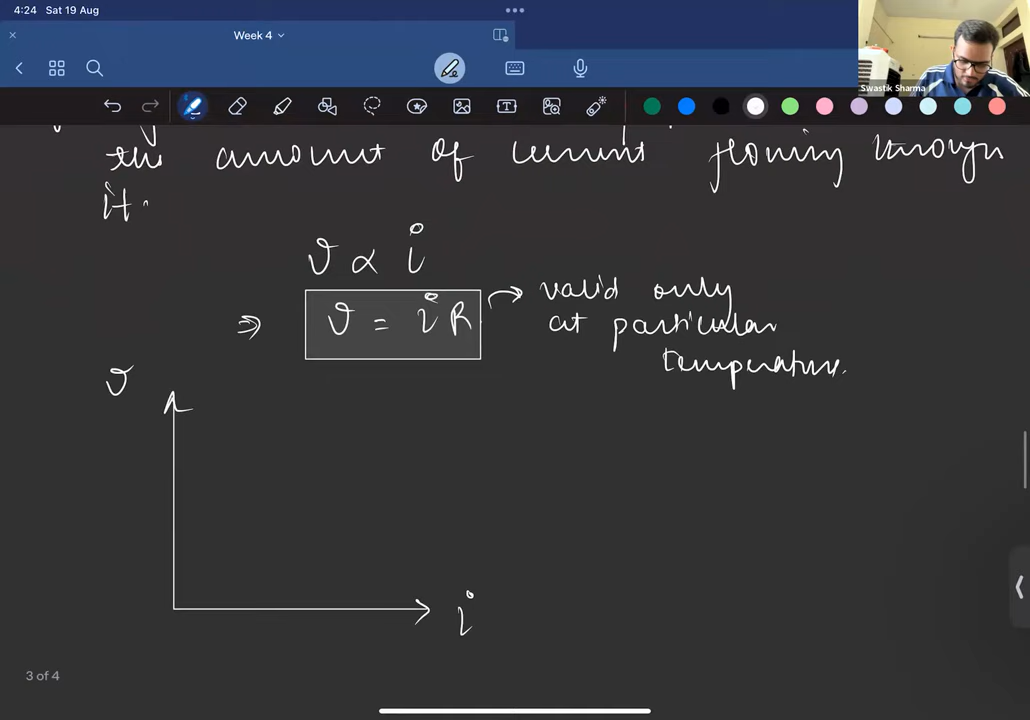 4:24 Sat 19 Aug
Week 4
Swastik Sharma
the amount of current flowing through
it.
v ∝ i
⇒ v = iR → valid only
at particular
temperature.
v
i
3 of 4